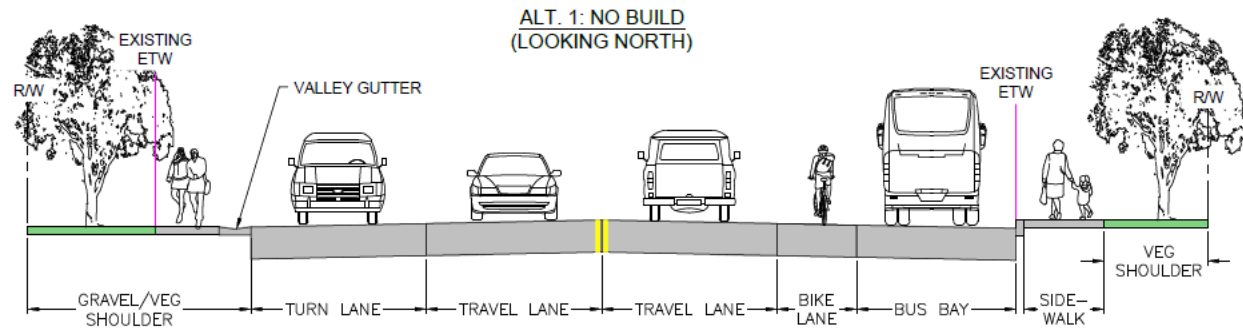 ALT. 1: NO BUILD
(LOOKING NORTH)
EXISTING
ETW
R/W
VALLEY GUTTER
EXISTING
ETW
R/W
GRAVEL/VEG
SHOULDER
TURN LANE
TRAVEL LANE
TRAVEL LANE
BIKE
LANE
BUS BAY
SIDE-
WALK
VEG
SHOULDER